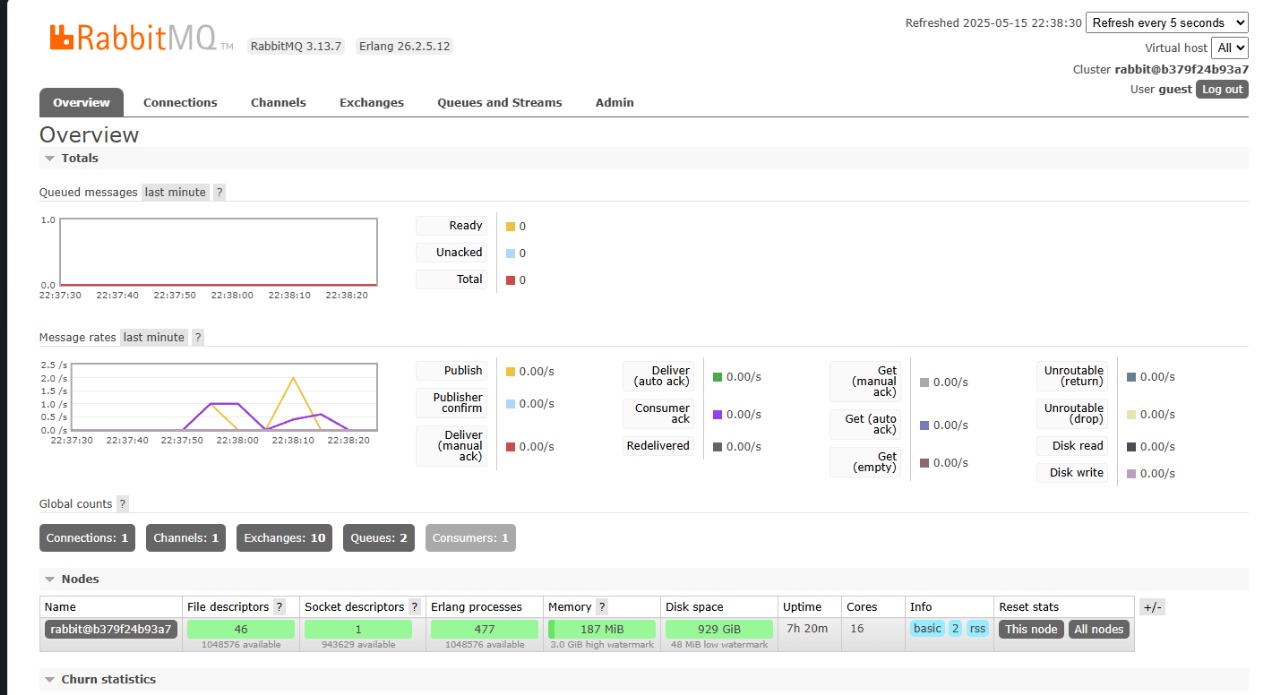 RabbitMQ TM RabbitMQ 3.13.7 Erlang 26.2.5.12
Refreshed 2025-05-15 22:38:30 Refresh every 5 seconds
Virtual host All
Cluster rabbit@b379f24b93a7
User guest Log out
Overview Connections Channels Exchanges Queues and Streams Admin
Overview
Totals
Queued messages last minute ?
1.0
0.0
22:37:30 22:37:40 22:37:50 22:38:00 22:38:10 22:38:20
Ready 0
Unacked 0
Total 0
Message rates last minute ?
2.5 /s
2.0 /s
1.5 /s
1.0 /s
0.5 /s
0.0 /s
22:37:30 22:37:40 22:37:50 22:38:00 22:38:10 22:38:20
Publish 0.00/s
Publisher
confirm 0.00/s
Deliver
(manual
ack) 0.00/s
Deliver
(auto ack) 0.00/s
Consumer
ack 0.00/s
Redelivered 0.00/s
Get
(manual
ack) 0.00/s
Get (auto
ack) 0.00/s
Get
(empty) 0.00/s
Unroutable
(return) 0.00/s
Unroutable
(drop) 0.00/s
Disk read 0.00/s
Disk write 0.00/s
Global counts ?
Connections: 1 Channels: 1 Exchanges: 10 Queues: 2 Consumers: 1
Nodes
Name File descriptors ? Socket descriptors ? Erlang processes Memory ? Disk space Uptime Cores Info Reset stats +/-
rabbit@b379f24b93a7 46 1 477 187 MiB 929 GiB 7h 20m 16 basic 2 rss This node All nodes
1048576 available 943629 available 1048576 available 3.0 GiB high watermark 48 MiB low watermark
Churn statistics